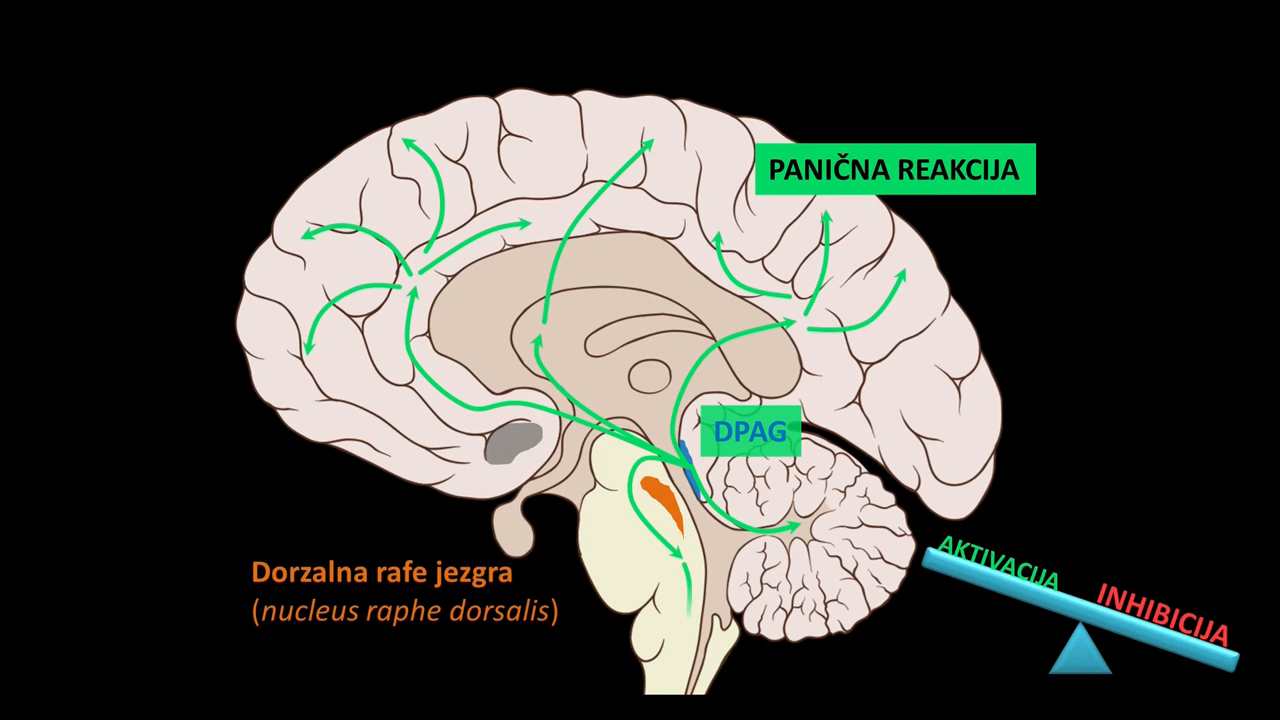 PANIČNA REAKCIJA
DPAG
Dorzalna rafe jezgra
(nucleus raphe dorsalis)
AKTIVACIJA
INHIBICIJA